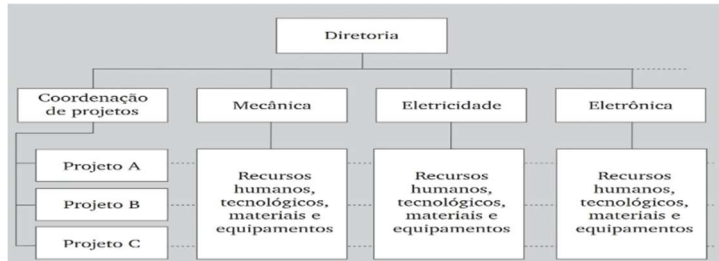 Diretoria
Coordenação
de projetos
Mecânica
Eletricidade
Eletrônica
Projeto A
Projeto B
Projeto C
Recursos
humanos,
tecnológicos,
materiais e
equipamentos
Recursos
humanos,
tecnológicos,
materiais e
equipamentos
Recursos
humanos,
tecnológicos,
materiais e
equipamentos